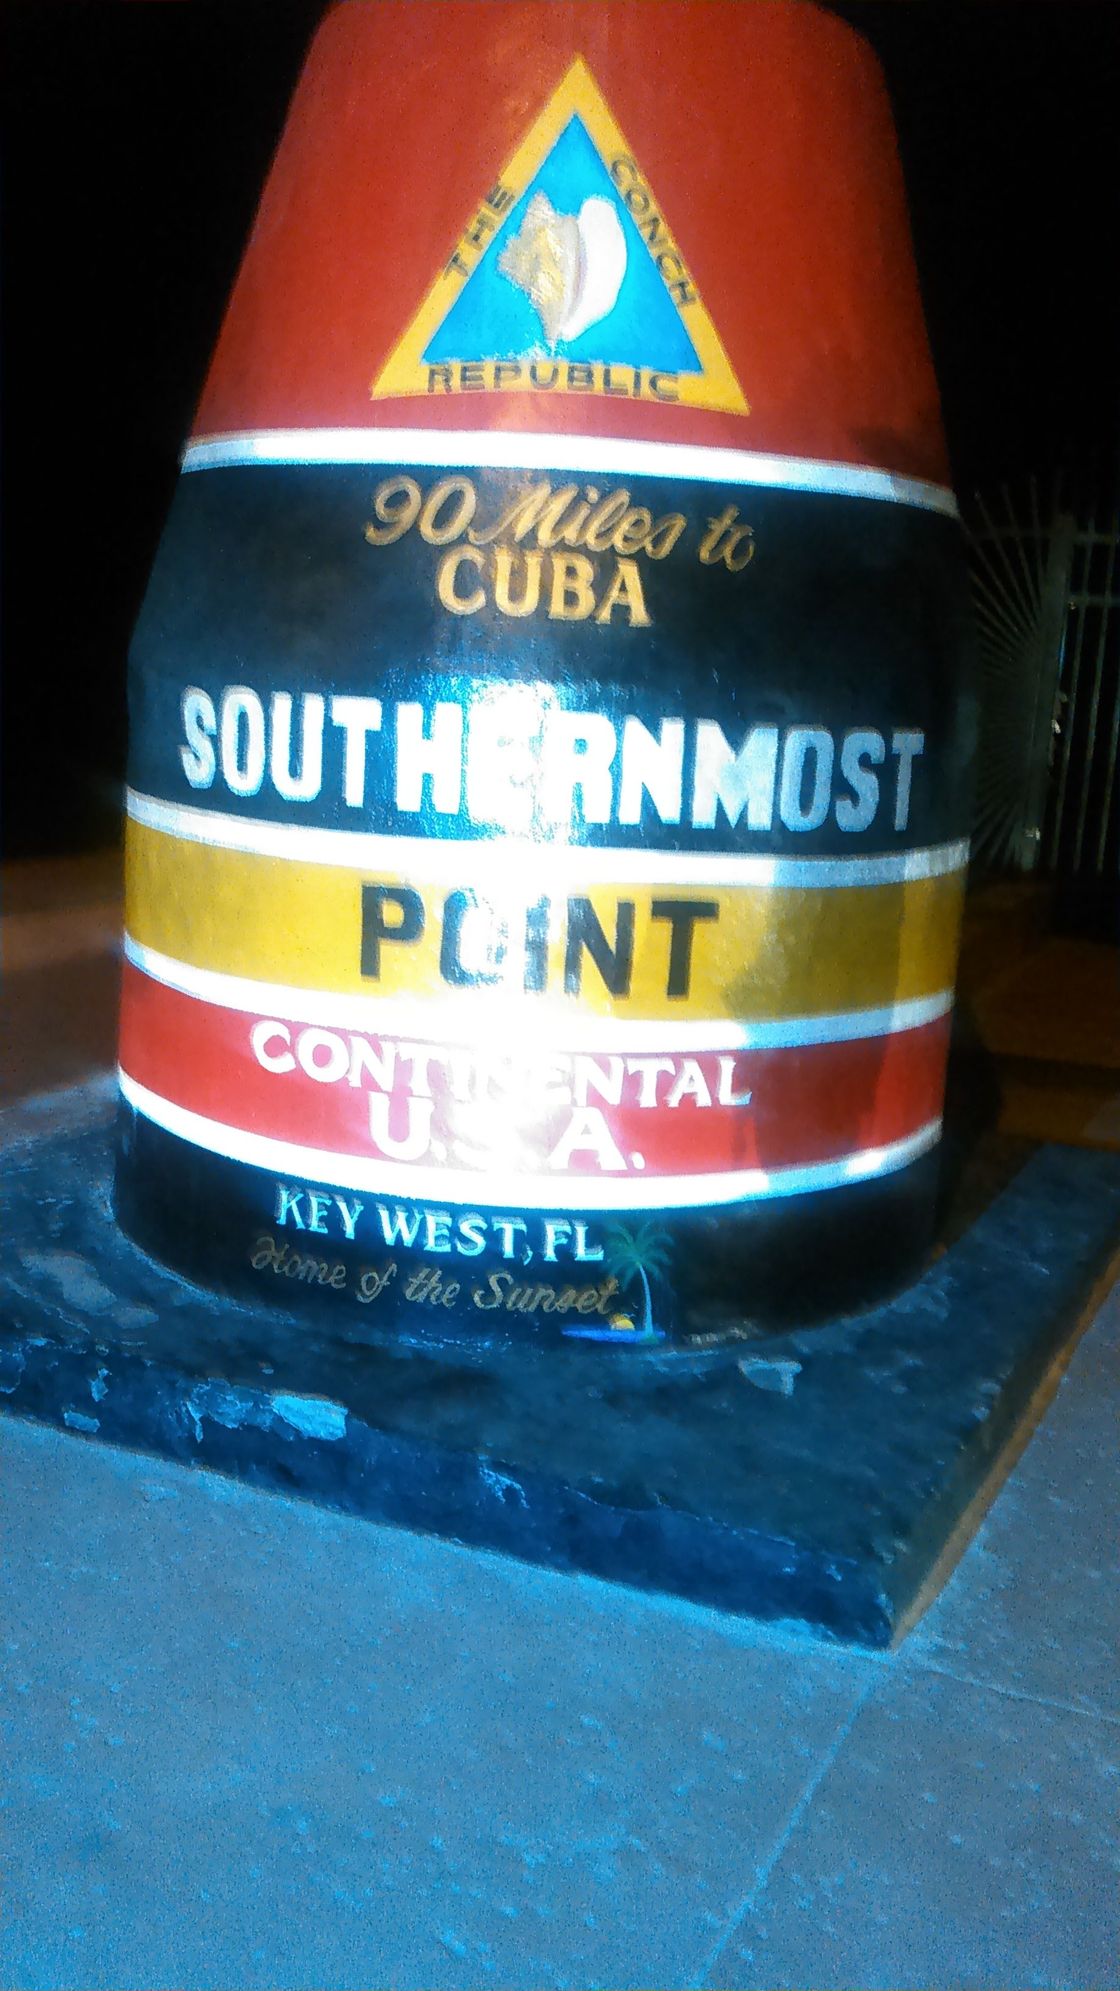 THE CONCH
REPUBLIC
90 Miles to
CUBA
SOUTHERNMOST
POINT
CONTINENTAL
U.S.A.
KEY WEST, FL
Home of the Sunset